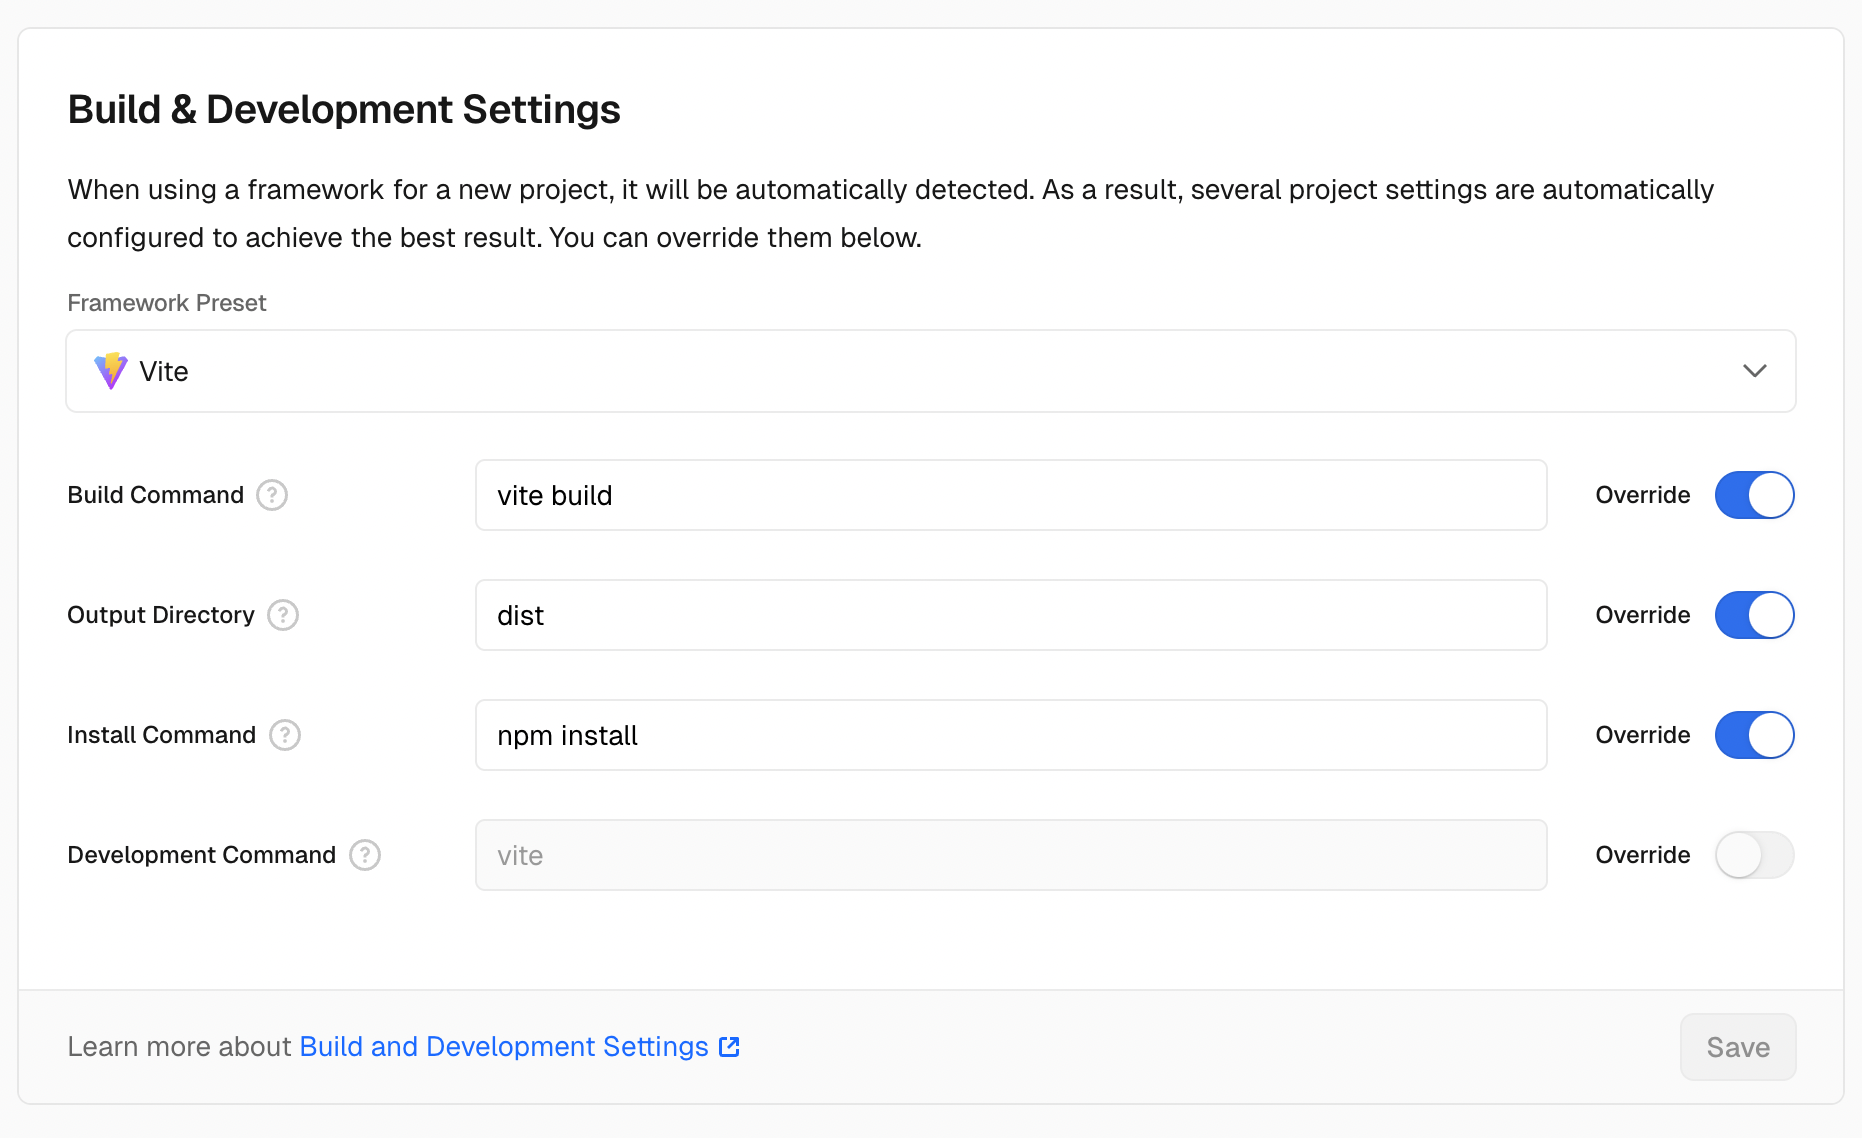 Build & Development Settings
When using a framework for a new project, it will be automatically detected. As a result, several project settings are automatically
configured to achieve the best result. You can override them below.
Framework Preset
Vite
Build Command ?
vite build
Override
Output Directory ?
dist
Override
Install Command ?
npm install
Override
Development Command ?
vite
Override
Learn more about Build and Development Settings
Save